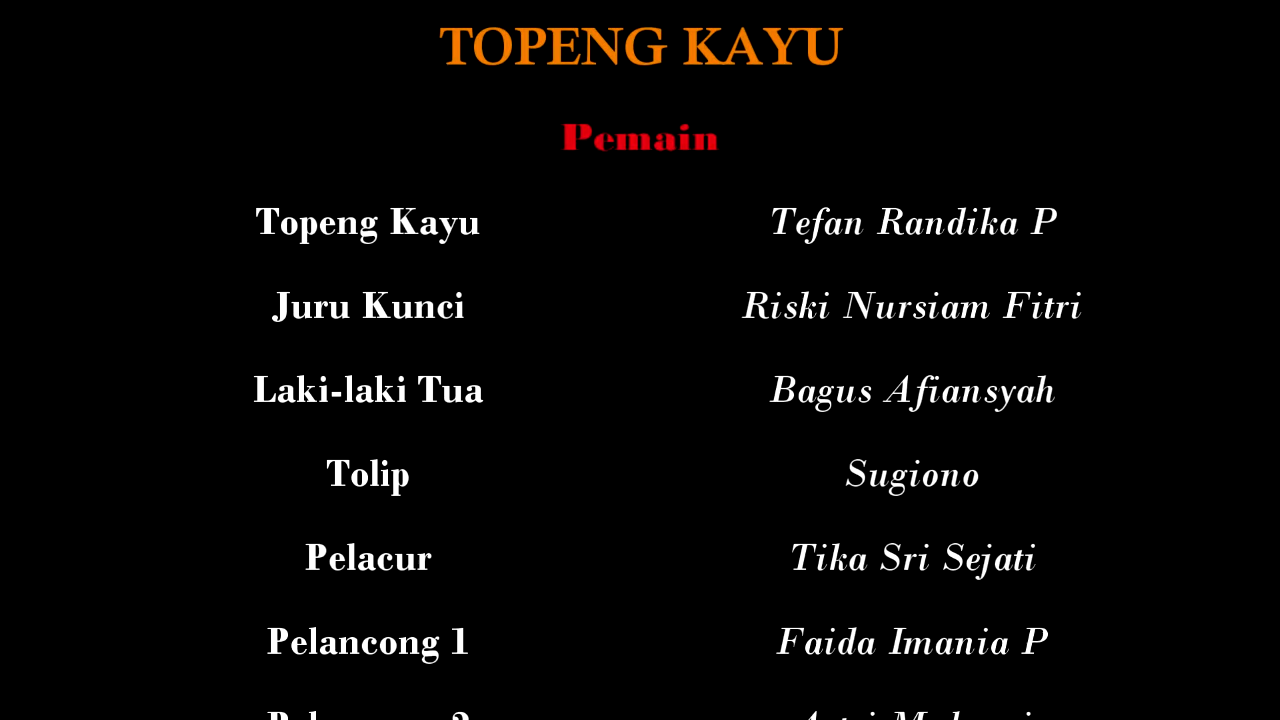 TOPENG KAYU
Pemain
Topeng Kayu Tefan Randika P
Juru Kunci Riski Nursiam Fitri
Laki-laki Tua Bagus Afiansyah
Tolip Sugiono
Pelacur Tika Sri Sejati
Pelancong 1 Faida Imania P